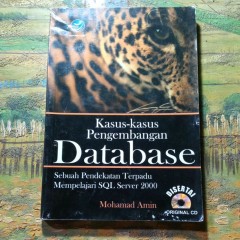 Kasus-kasus
Pengembangan
Database
Sebuah Pendekatan Terpadu
Mempelajari SQL Server 2000
Mohamad Amin
DISERTAI
ORIGINAL CD